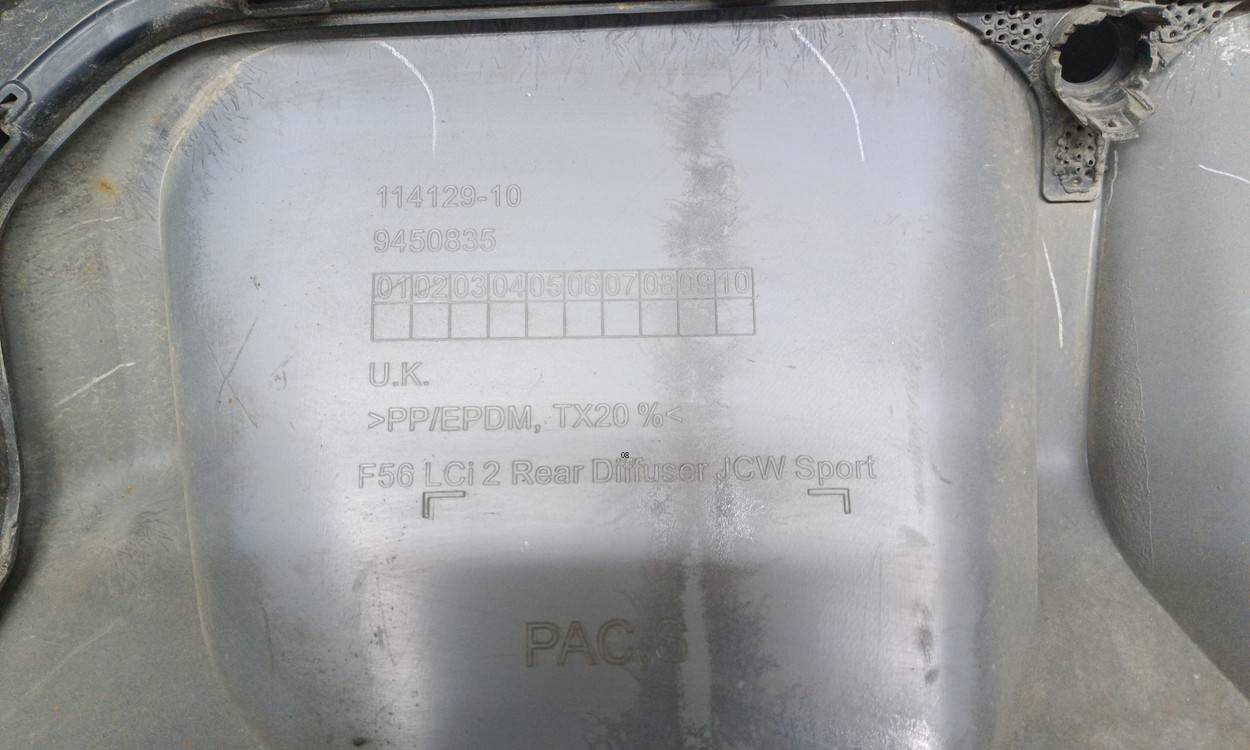 114129-10
9450835
01 02 03 04 05 06 07 08 09 10
U.K.
>PP/EPDM, TX20 %<
08
F56 LCi 2 Rear Diffusor JCW Sport
PAC,S